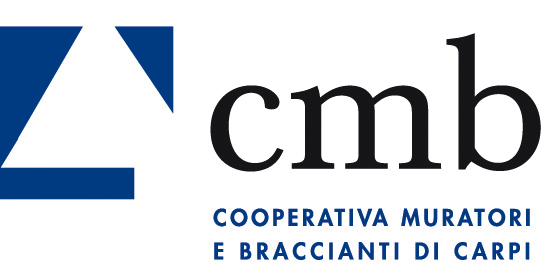 cmb
COOPERATIVA MURATORI
E BRACCIANTI DI CARPI